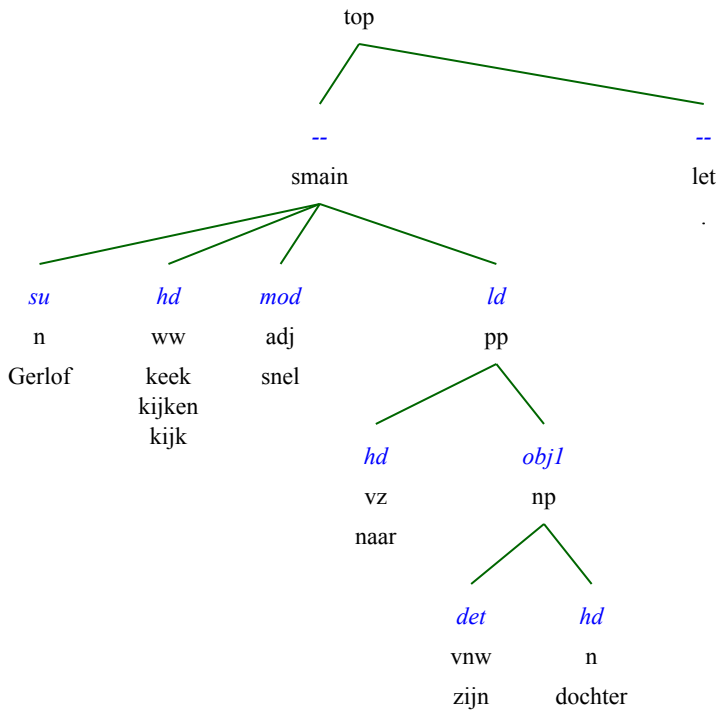 top
-- --
smain let
.
su hd mod ld
n ww adj pp
Gerlof keek snel
kijken
kijk
hd obj1
vz np
naar
det hd
vnw n
zijn dochter